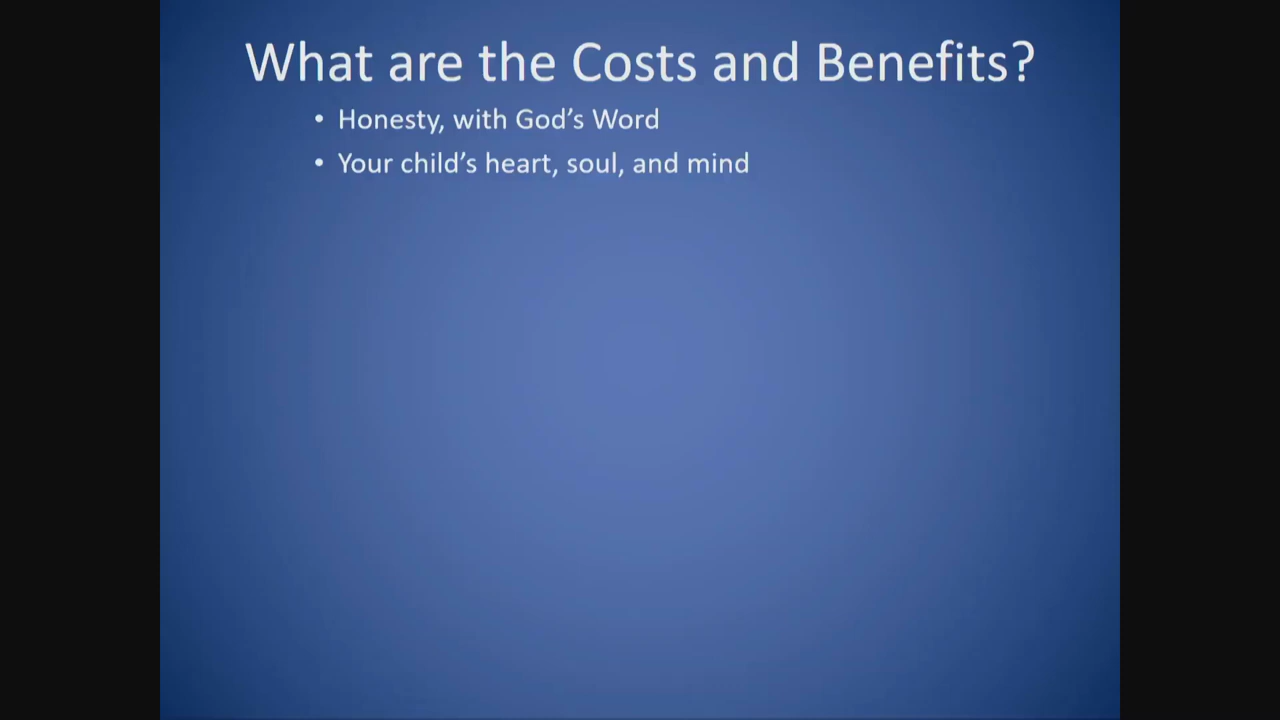 What are the Costs and Benefits?
• Honesty, with God’s Word
• Your child’s heart, soul, and mind